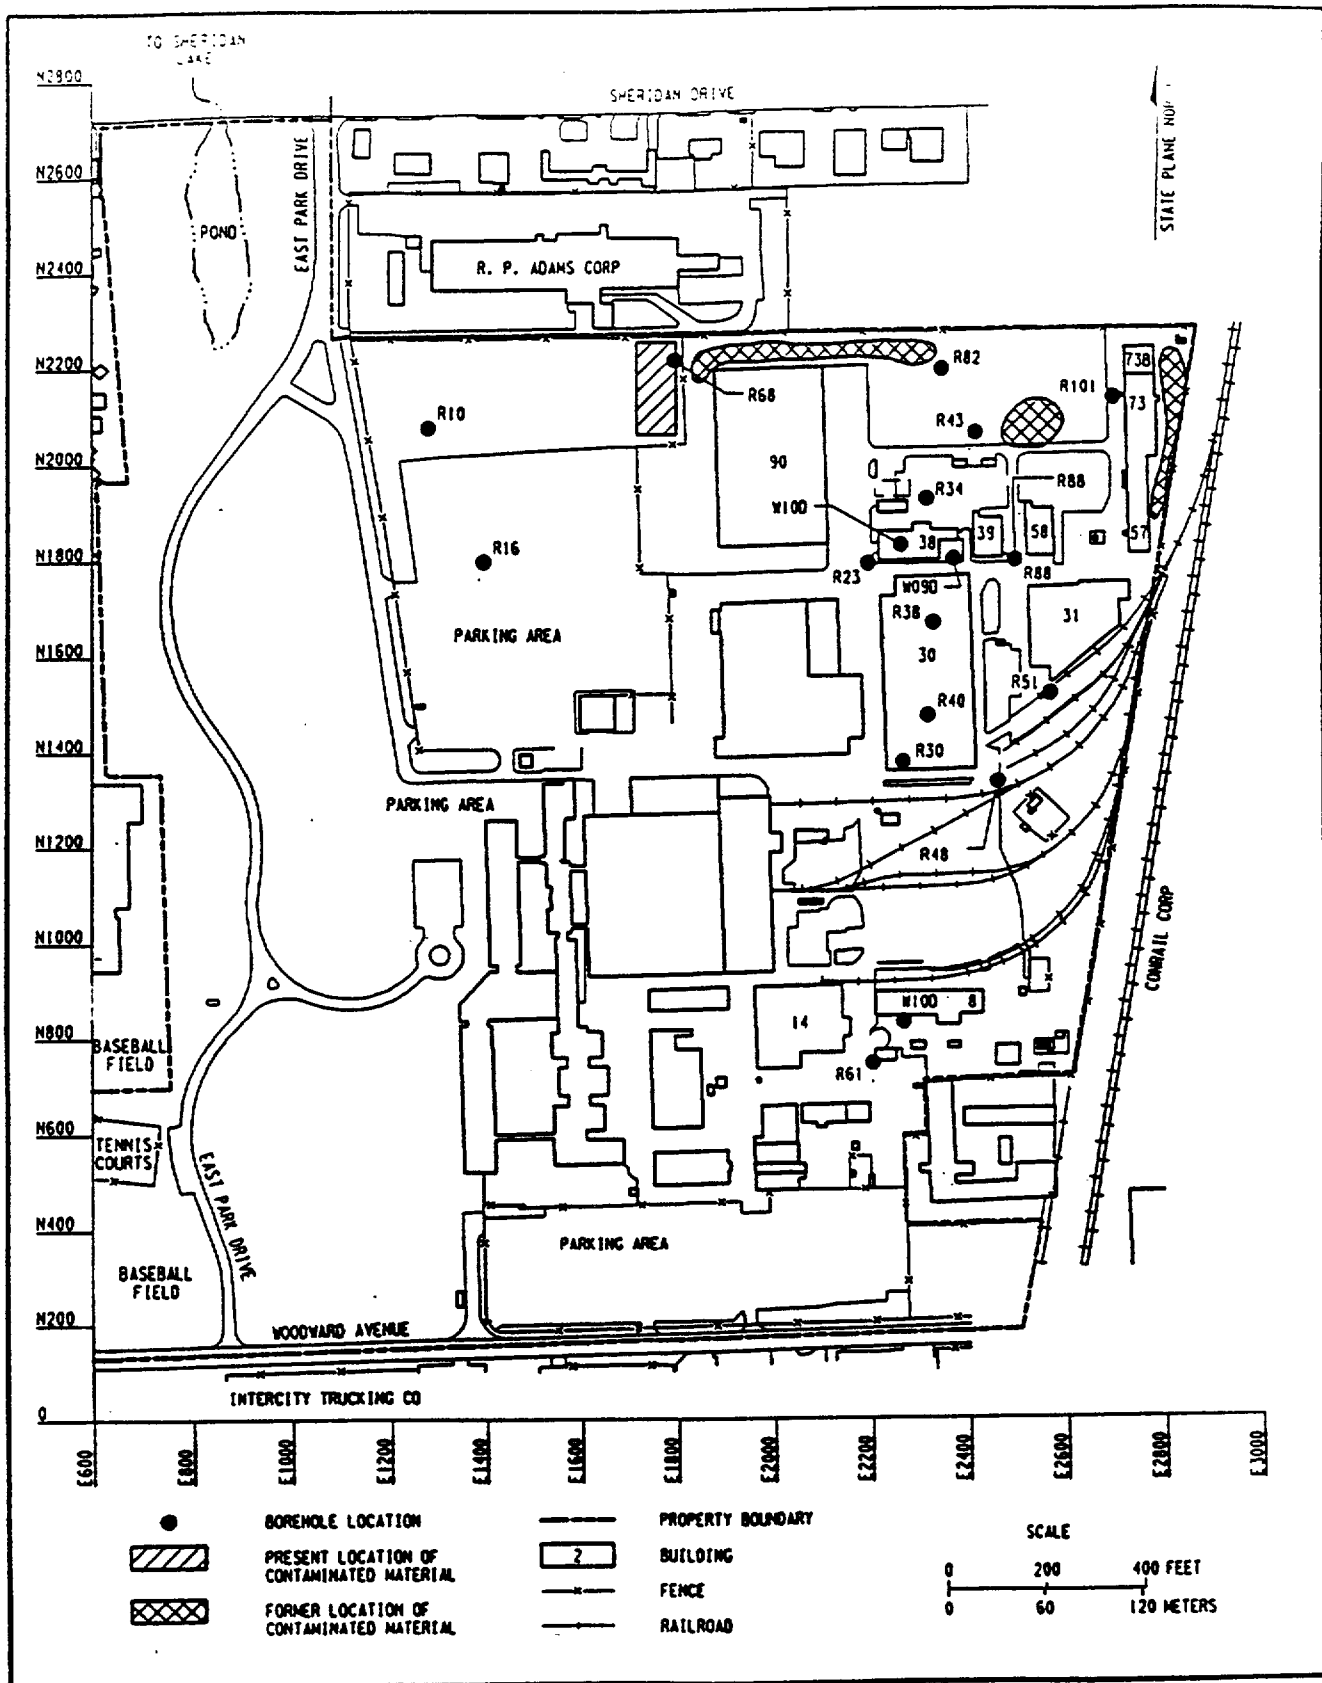 TO SHERIDAN
LAKE
N2800
SHERIDAN DRIVE
STATE PLANE
N2600
EAST PARK DRIVE
POND
N2400
R. P. ADAMS CORP
N2200
R82
73B
R68
R101
73
R10
R43
N2000
90
R34
R88
W100
39
58
57
38
R16
N1800
R23
W090
R88
R38
31
PARKING AREA
N1600
30
R51
R40
R30
N1400
PARKING AREA
N1200
R48
CONRAIL CORP
N1000
W100
8
14
N800
BASEBALL
FIELD
R61
N600
TENNIS
COURTS
EAST PARK DRIVE
N400
PARKING AREA
BASEBALL
FIELD
N200
WOODWARD AVENUE
INTERCITY TRUCKING CO
0
E600
E800
E1000
E1200
E1400
E1600
E1800
E2000
E2200
E2400
E2600
E2800
E3000
BOREHOLE LOCATION
PROPERTY BOUNDARY
SCALE
PRESENT LOCATION OF
CONTAMINATED MATERIAL
2
BUILDING
0 200 400 FEET
FENCE
0 60 120 METERS
FORMER LOCATION OF
CONTAMINATED MATERIAL
RAILROAD